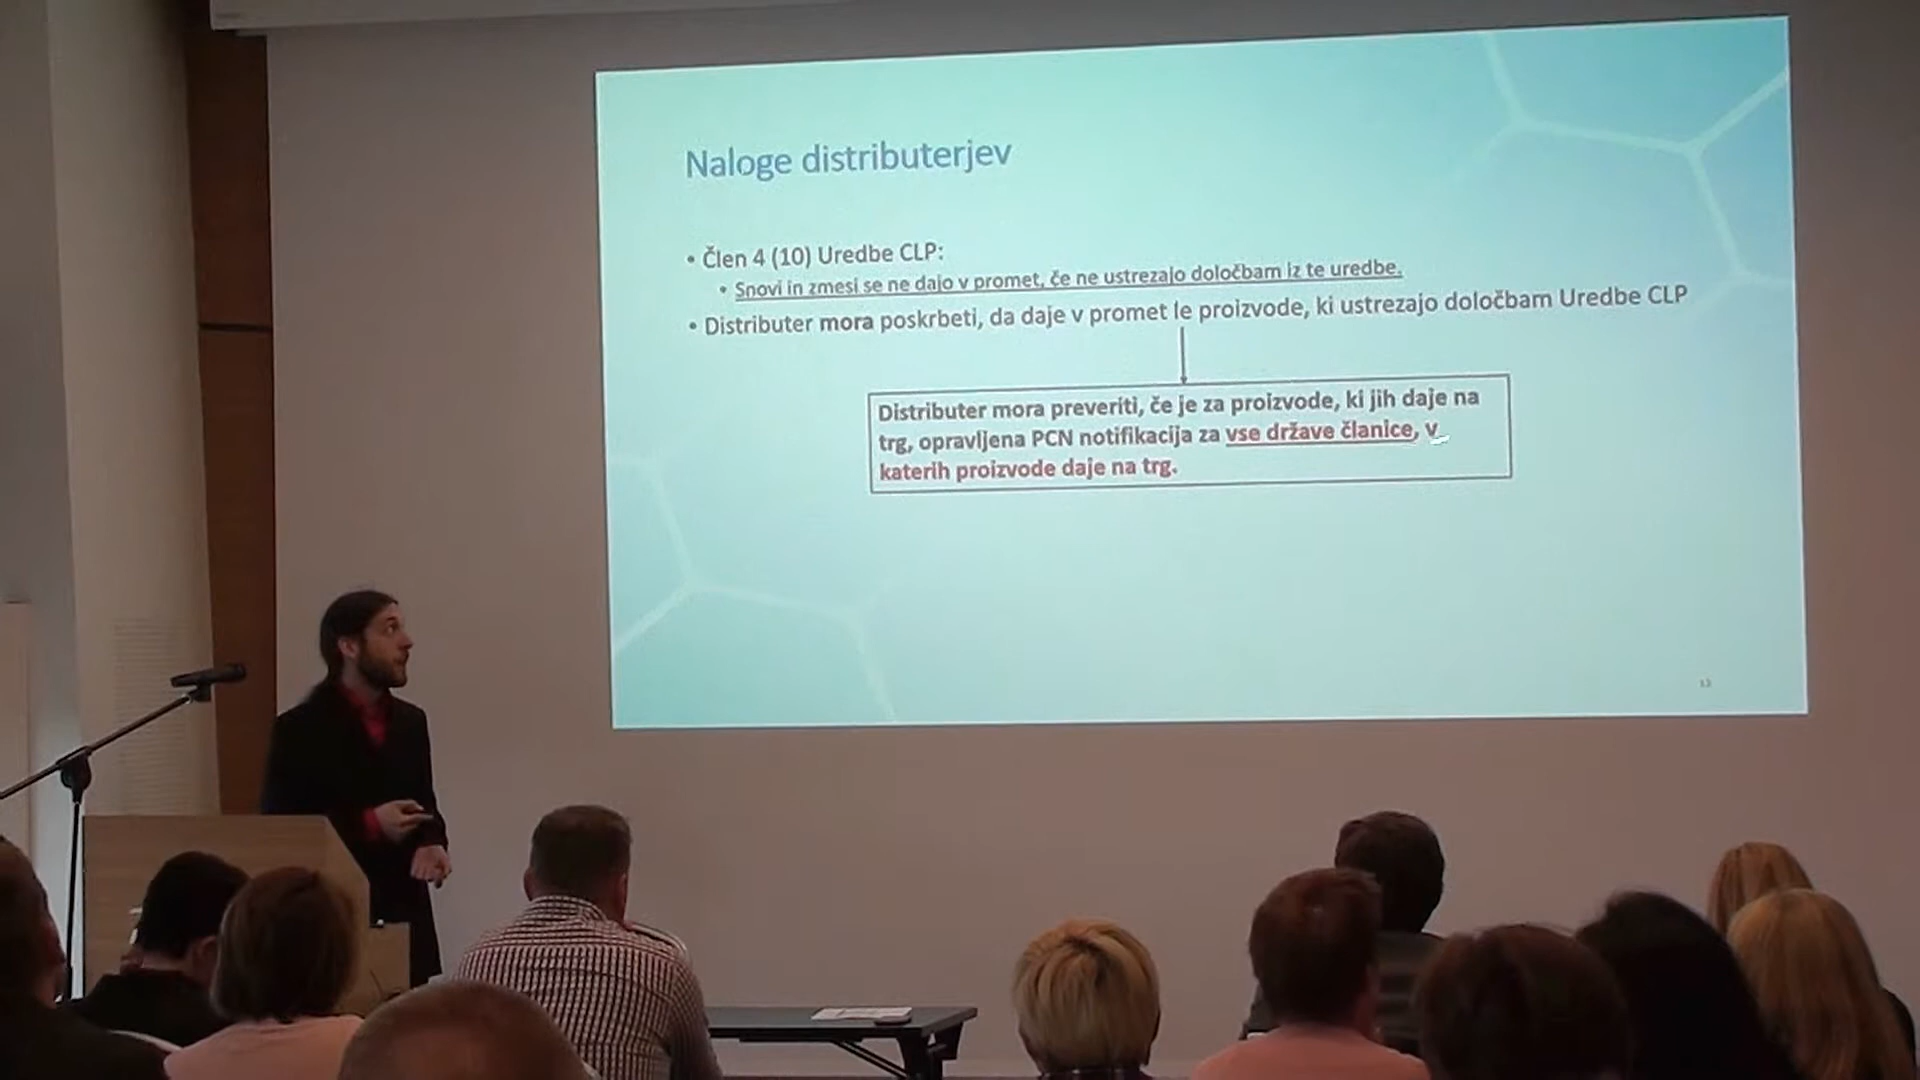 Naloge distributerjev
• Člen 4 (10) Uredbe CLP:
• Snovi in zmesi se ne dajo v promet, če ne ustrezajo določbam iz te uredbe.
• Distributer mora poskrbeti, da daje v promet le proizvode, ki ustrezajo določbam Uredbe CLP
Distributer mora preveriti, če je za proizvode, ki jih daje na
trg, opravljena PCN notifikacija za vse države članice, v
katerih proizvode daje na trg.